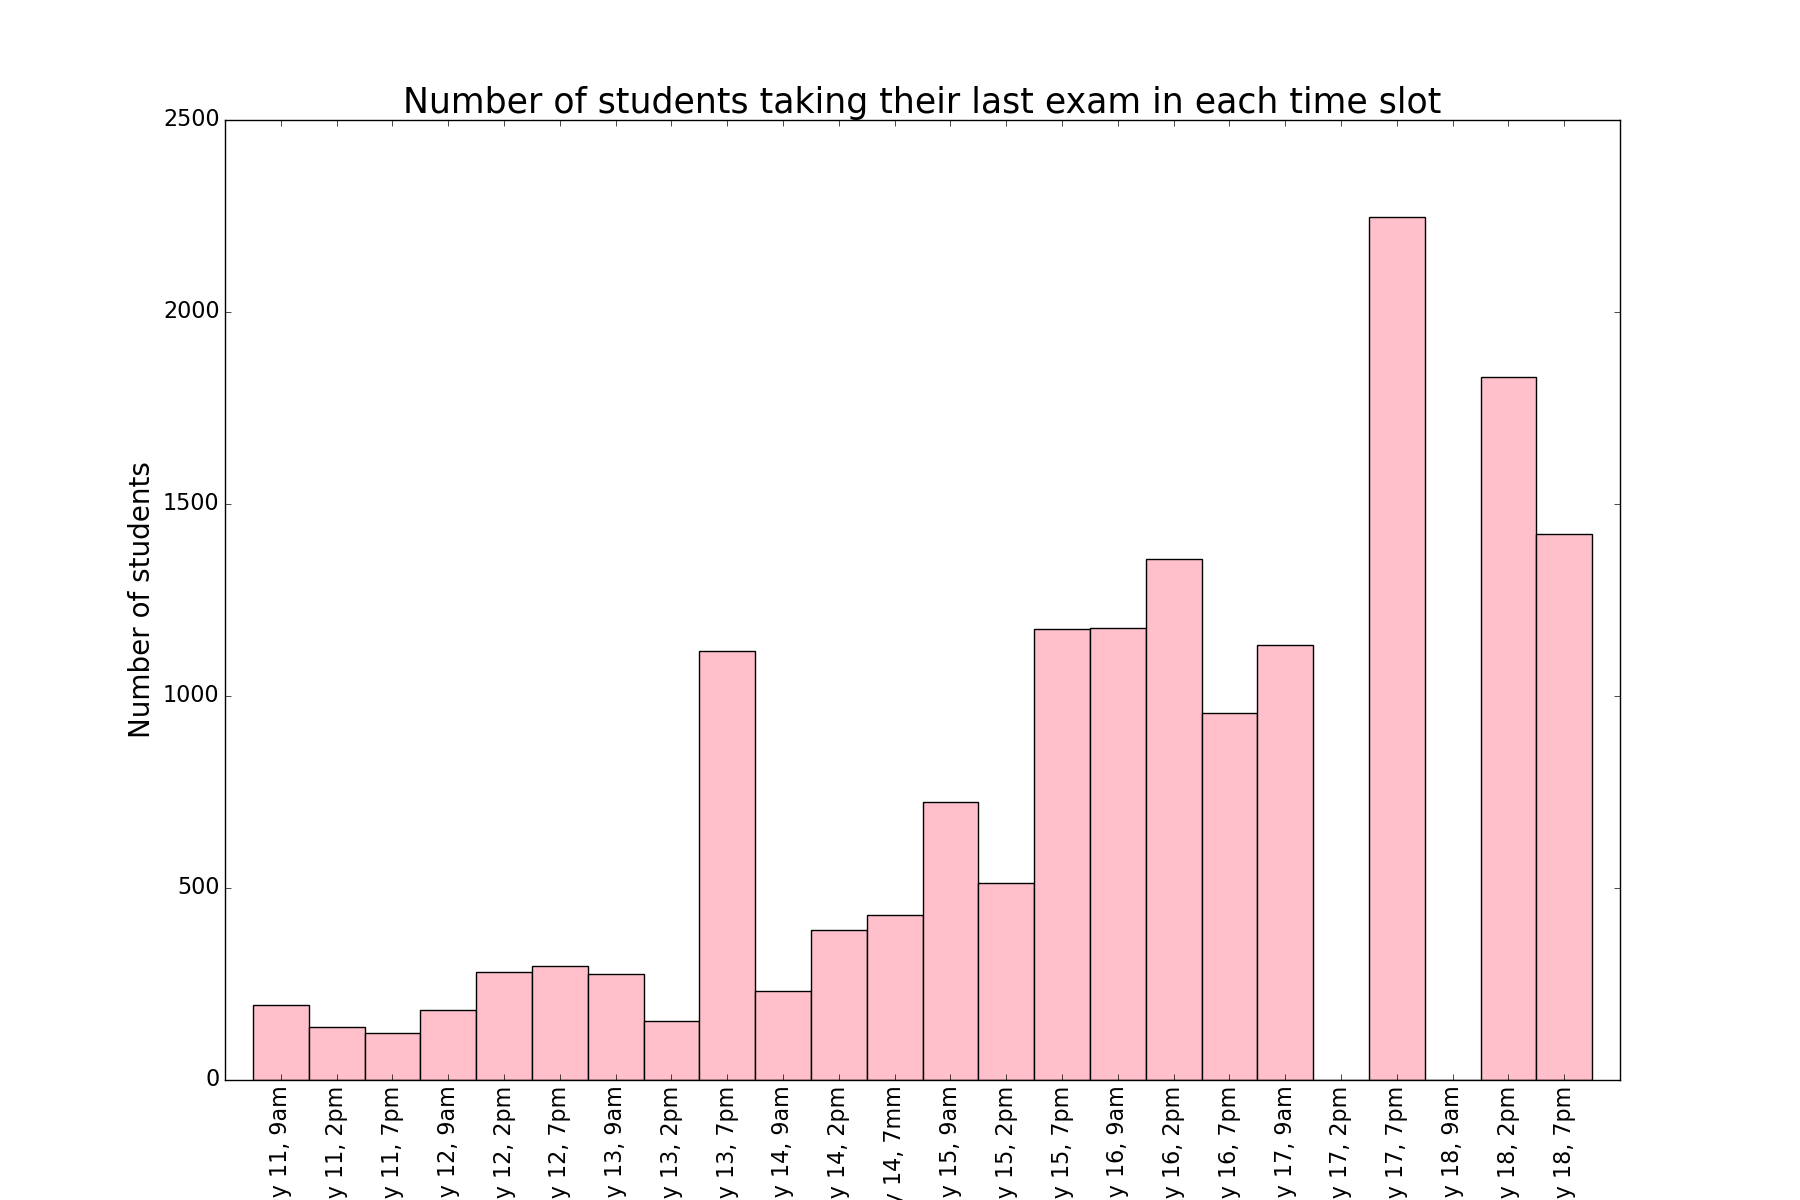 Number of students taking their last exam in each time slot
Number of students
2500
2000
1500
1000
500
0
y 11, 9am
y 11, 2pm
y 11, 7pm
y 12, 9am
y 12, 2pm
y 12, 7pm
y 13, 9am
y 13, 2pm
y 13, 7pm
y 14, 9am
y 14, 2pm
y 14, 7mm
y 15, 9am
y 15, 2pm
y 15, 7pm
y 16, 9am
y 16, 2pm
y 16, 7pm
y 17, 9am
y 17, 2pm
y 17, 7pm
y 18, 9am
y 18, 2pm
y 18, 7pm